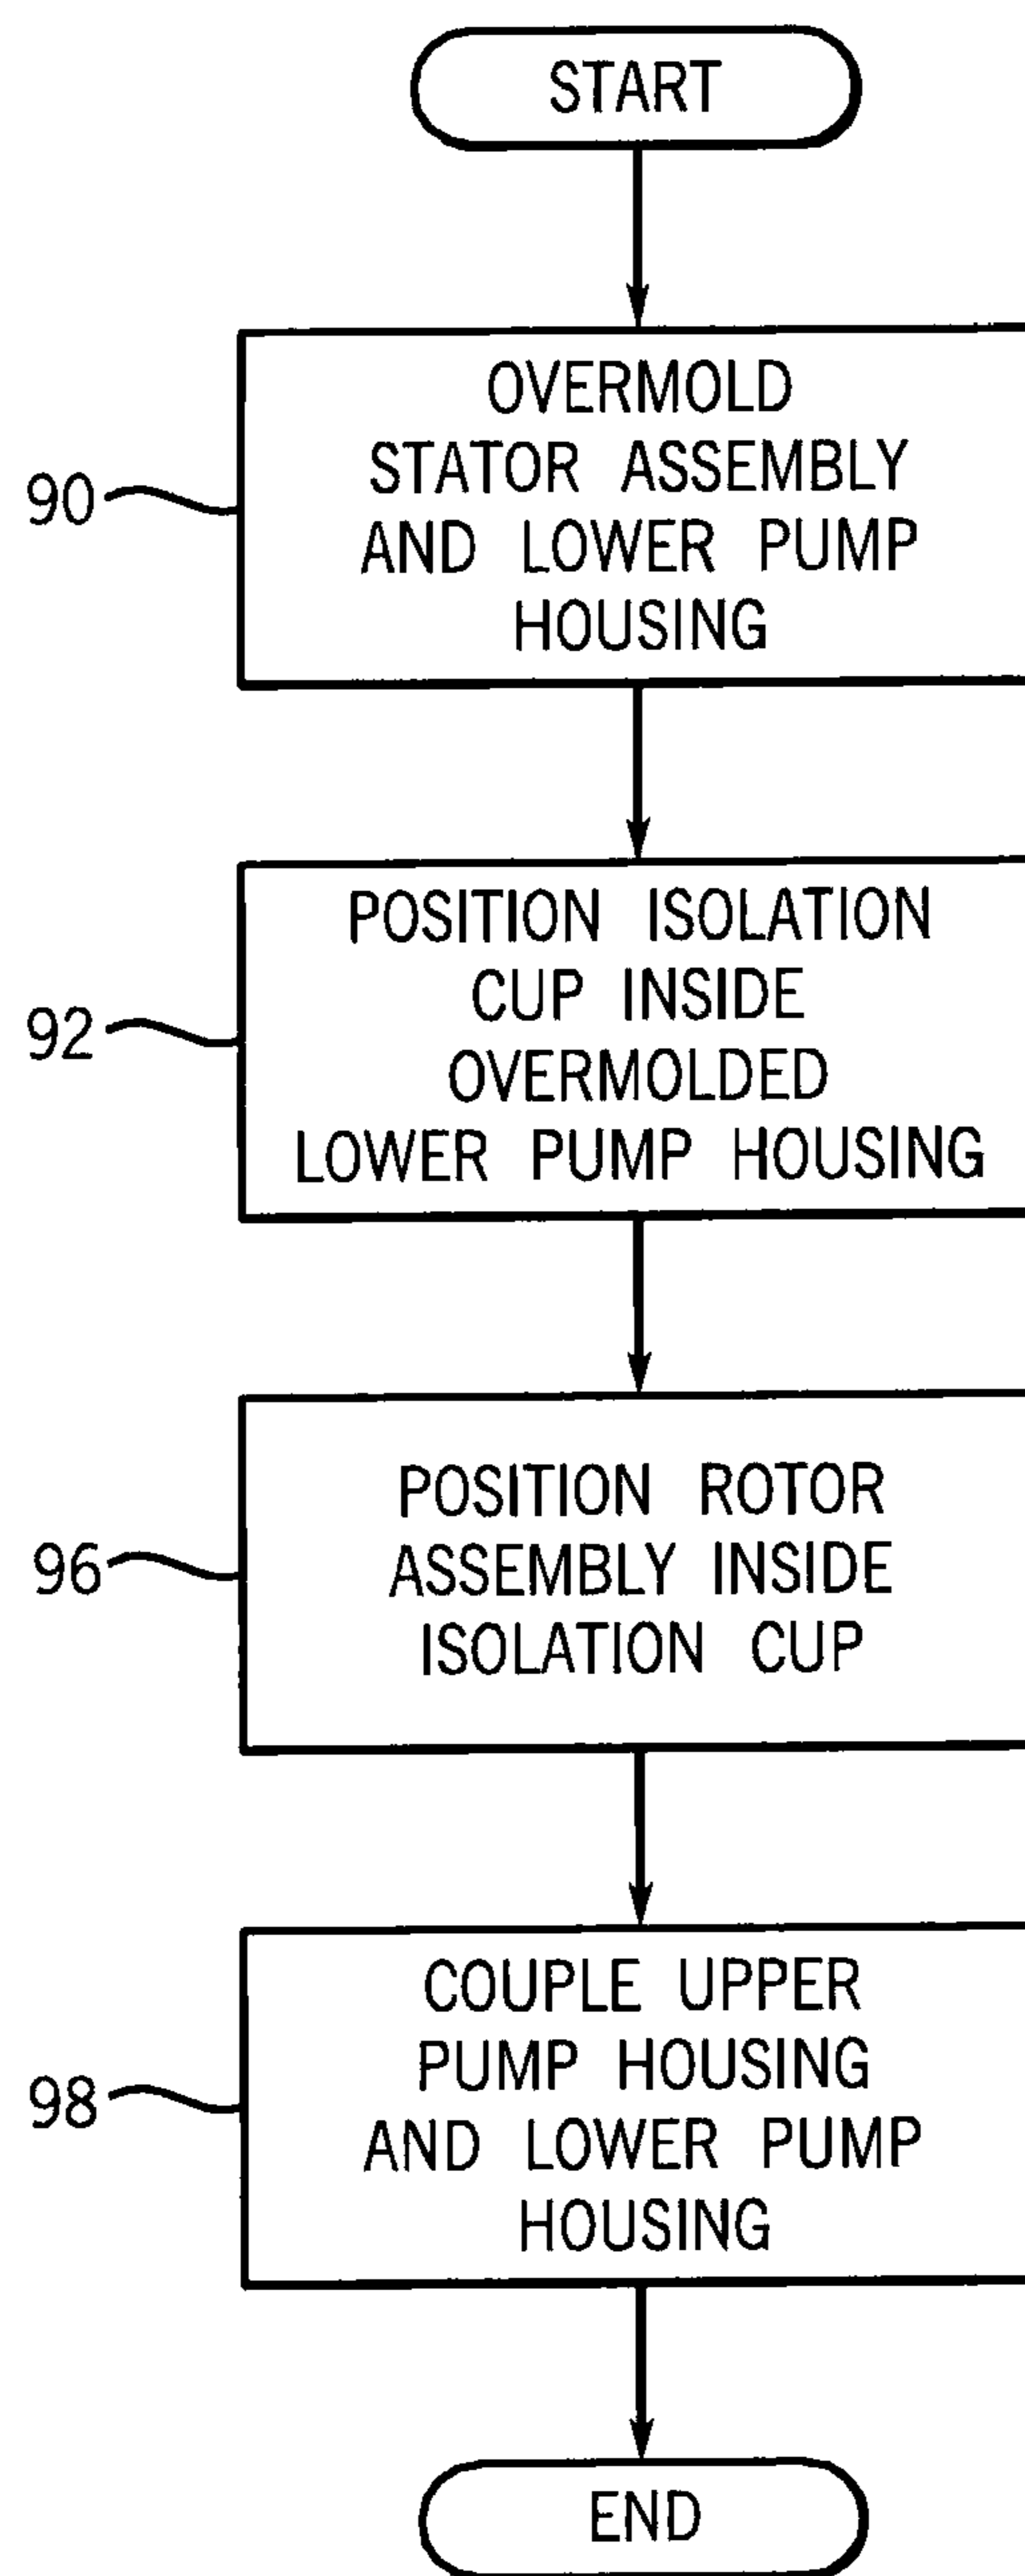 START
90
OVERMOLD
STATOR ASSEMBLY
AND LOWER PUMP
HOUSING
92
POSITION ISOLATION
CUP INSIDE
OVERMOLDED
LOWER PUMP HOUSING
96
POSITION ROTOR
ASSEMBLY INSIDE
ISOLATION CUP
98
COUPLE UPPER
PUMP HOUSING
AND LOWER PUMP
HOUSING
END